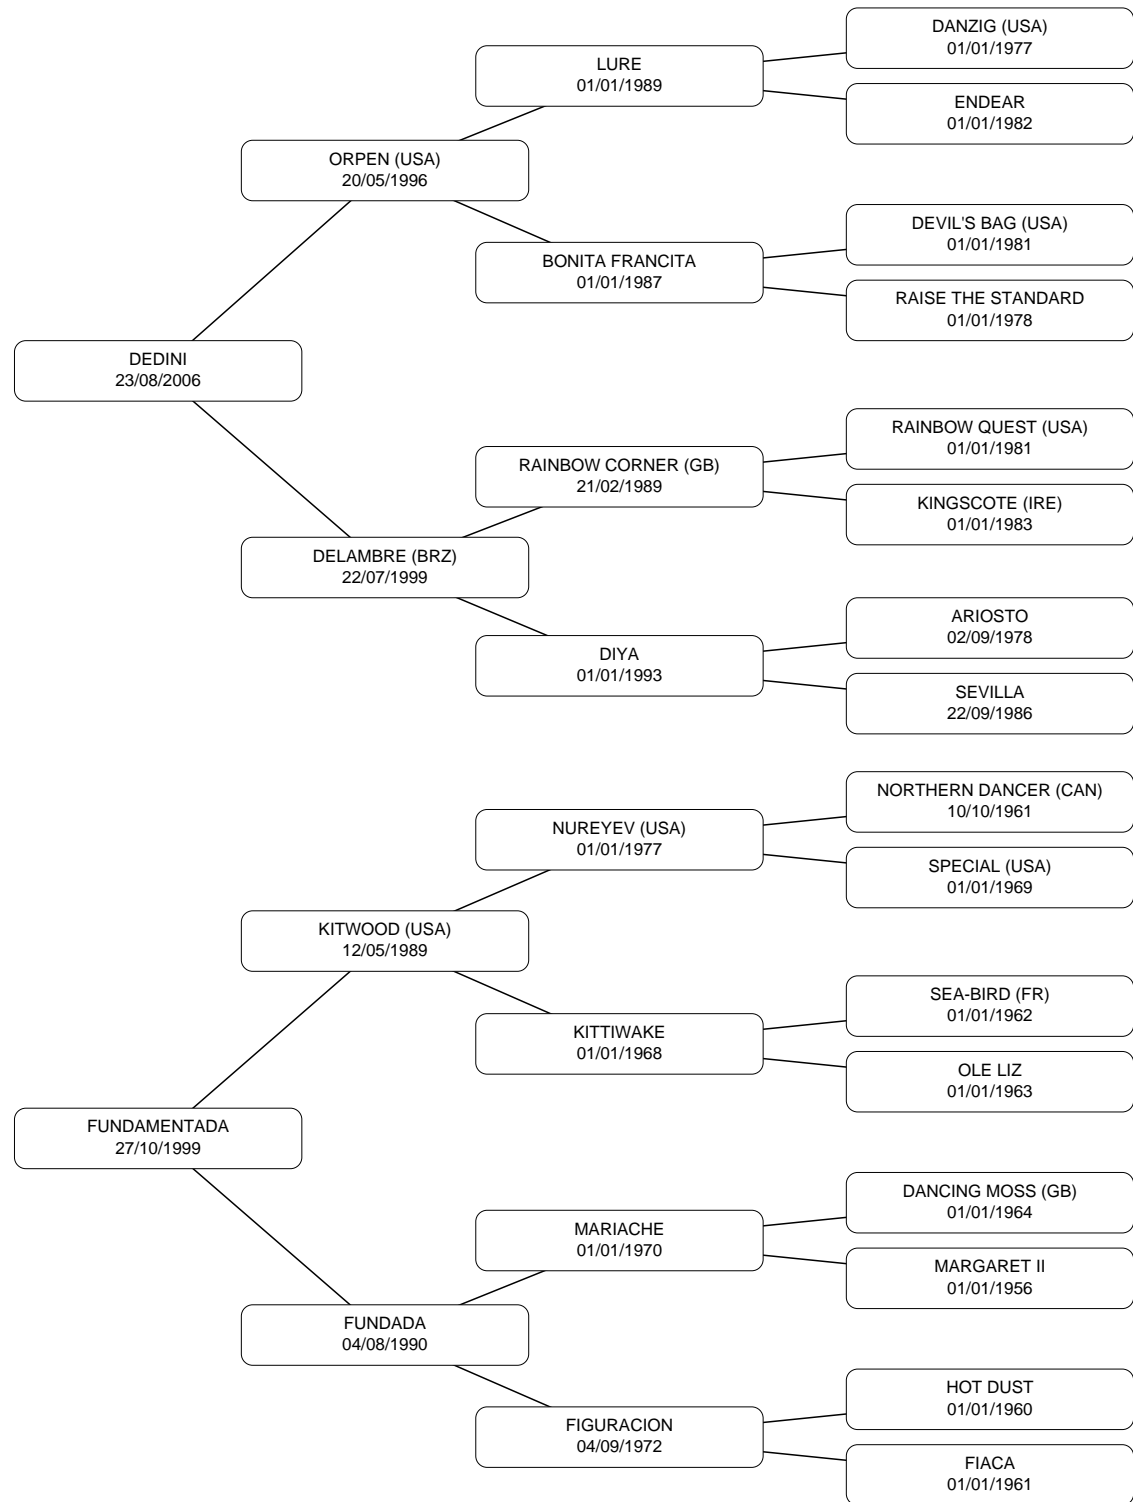 DANZIG (USA)
01/01/1977
LURE
01/01/1989
ENDEAR
01/01/1982
ORPEN (USA)
20/05/1996
DEVIL'S BAG (USA)
01/01/1981
BONITA FRANCITA
01/01/1987
RAISE THE STANDARD
01/01/1978
DEDINI
23/08/2006
RAINBOW QUEST (USA)
01/01/1981
RAINBOW CORNER (GB)
21/02/1989
KINGSCOTE (IRE)
01/01/1983
DELAMBRE (BRZ)
22/07/1999
ARIOSTO
02/09/1978
DIYA
01/01/1993
SEVILLA
22/09/1986
NORTHERN DANCER (CAN)
10/10/1961
NUREYEV (USA)
01/01/1977
SPECIAL (USA)
01/01/1969
KITWOOD (USA)
12/05/1989
SEA-BIRD (FR)
01/01/1962
KITTIWAKE
01/01/1968
OLE LIZ
01/01/1963
FUNDAMENTADA
27/10/1999
DANCING MOSS (GB)
01/01/1964
MARIACHE
01/01/1970
MARGARET II
01/01/1956
FUNDADA
04/08/1990
HOT DUST
01/01/1960
FIGURACION
04/09/1972
FIACA
01/01/1961